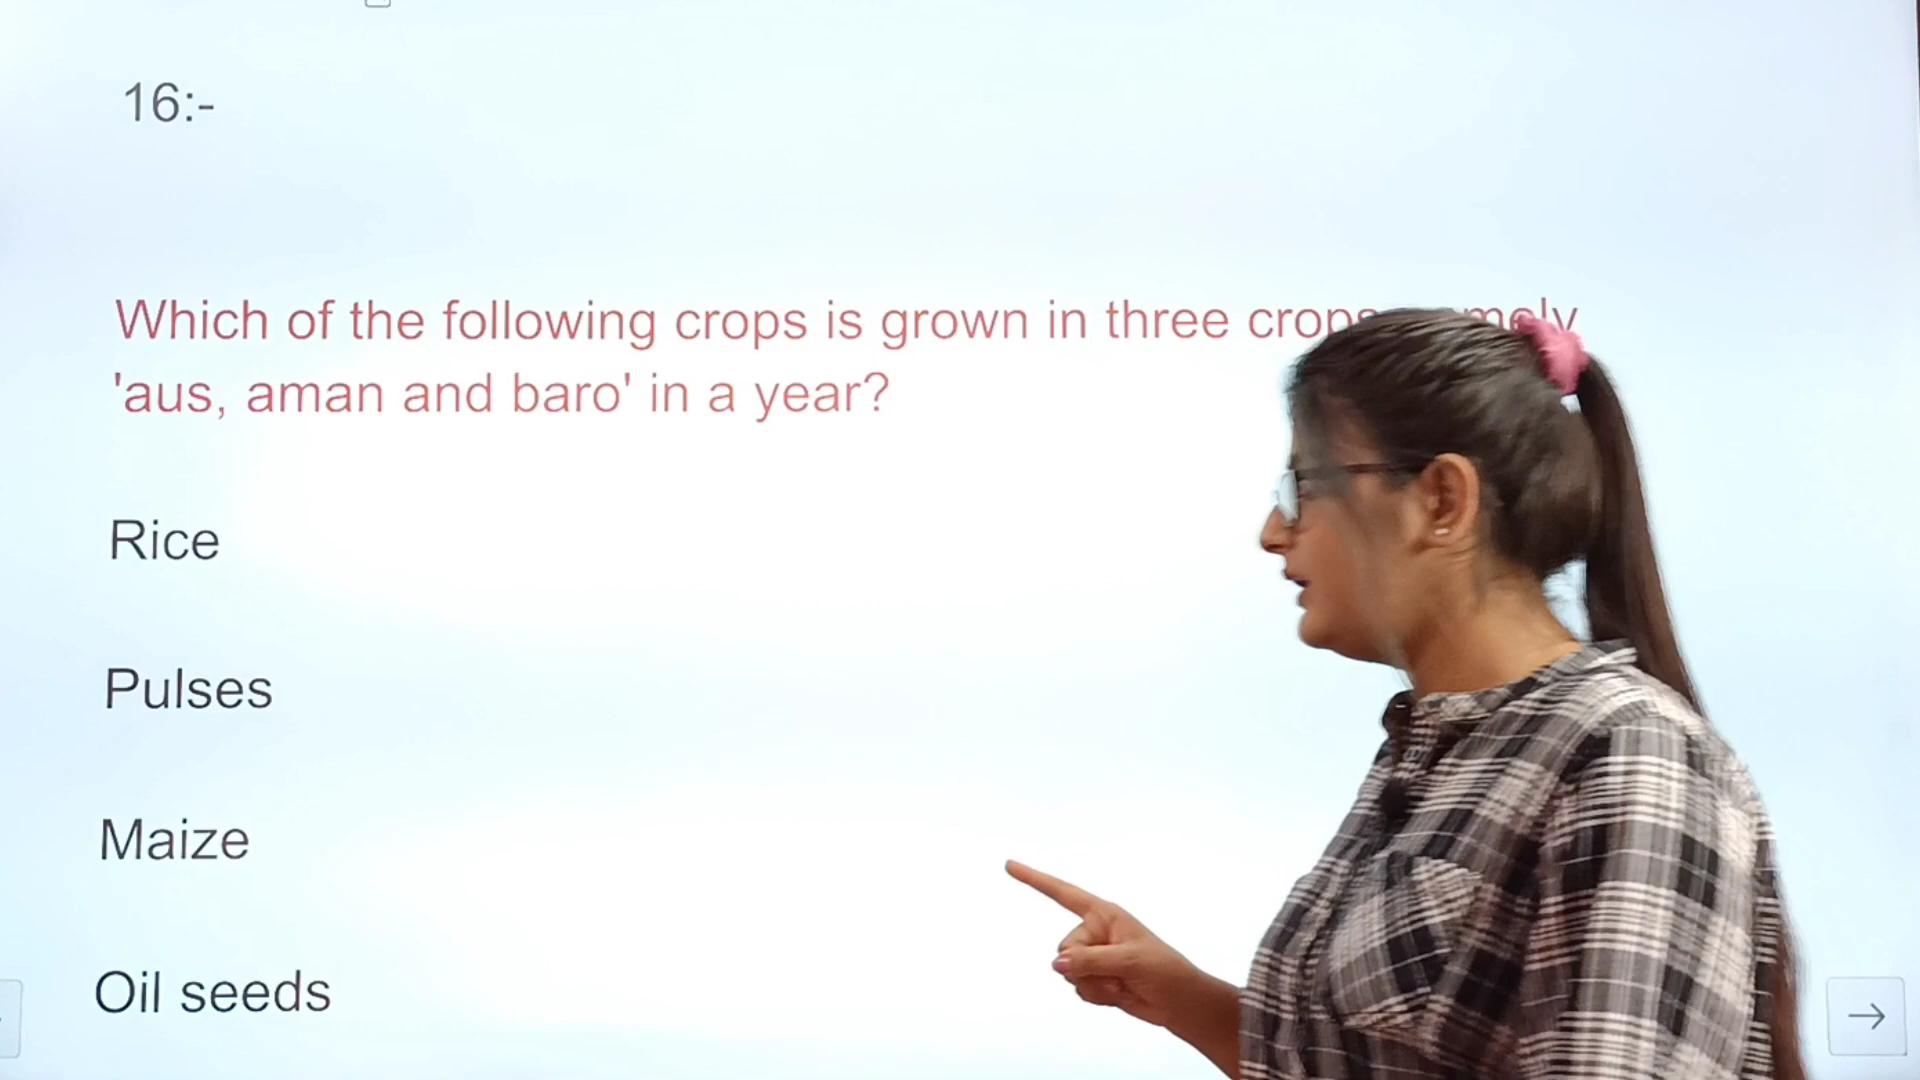 16:-
Which of the following crops is grown in three crops
'aus, aman and baro' in a year?
Rice
Pulses
Maize
Oil seeds